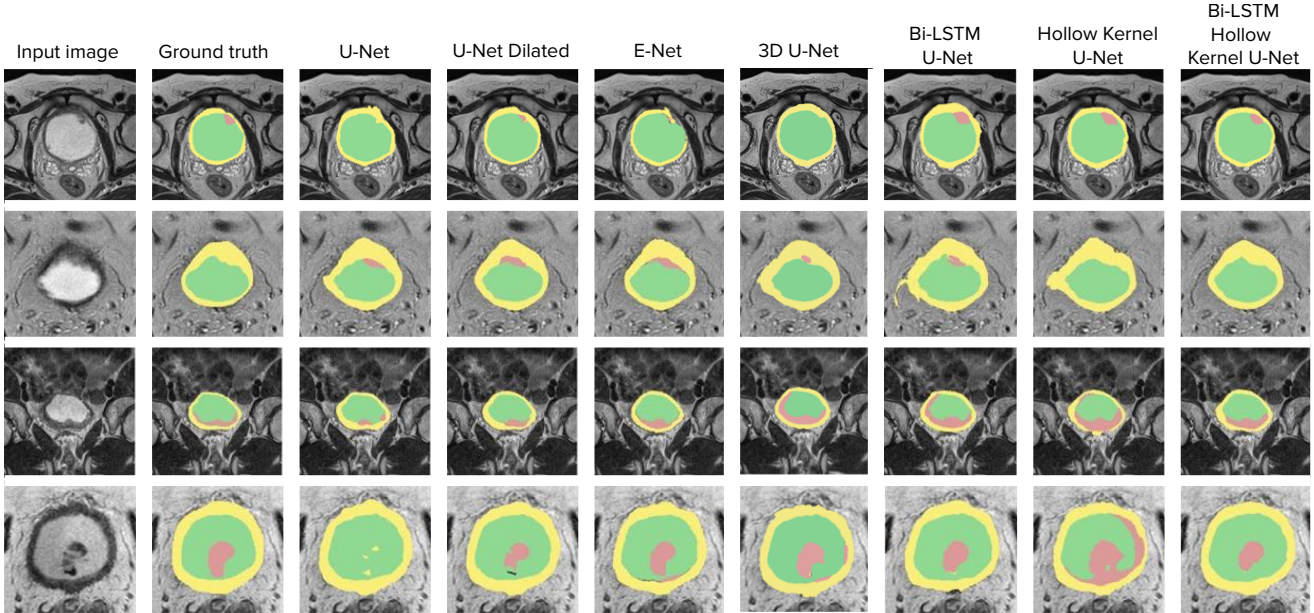 Input image
Ground truth
U-Net
U-Net Dilated
E-Net
3D U-Net
Bi-LSTM
U-Net
Hollow Kernel
U-Net
Bi-LSTM
Hollow
Kernel U-Net